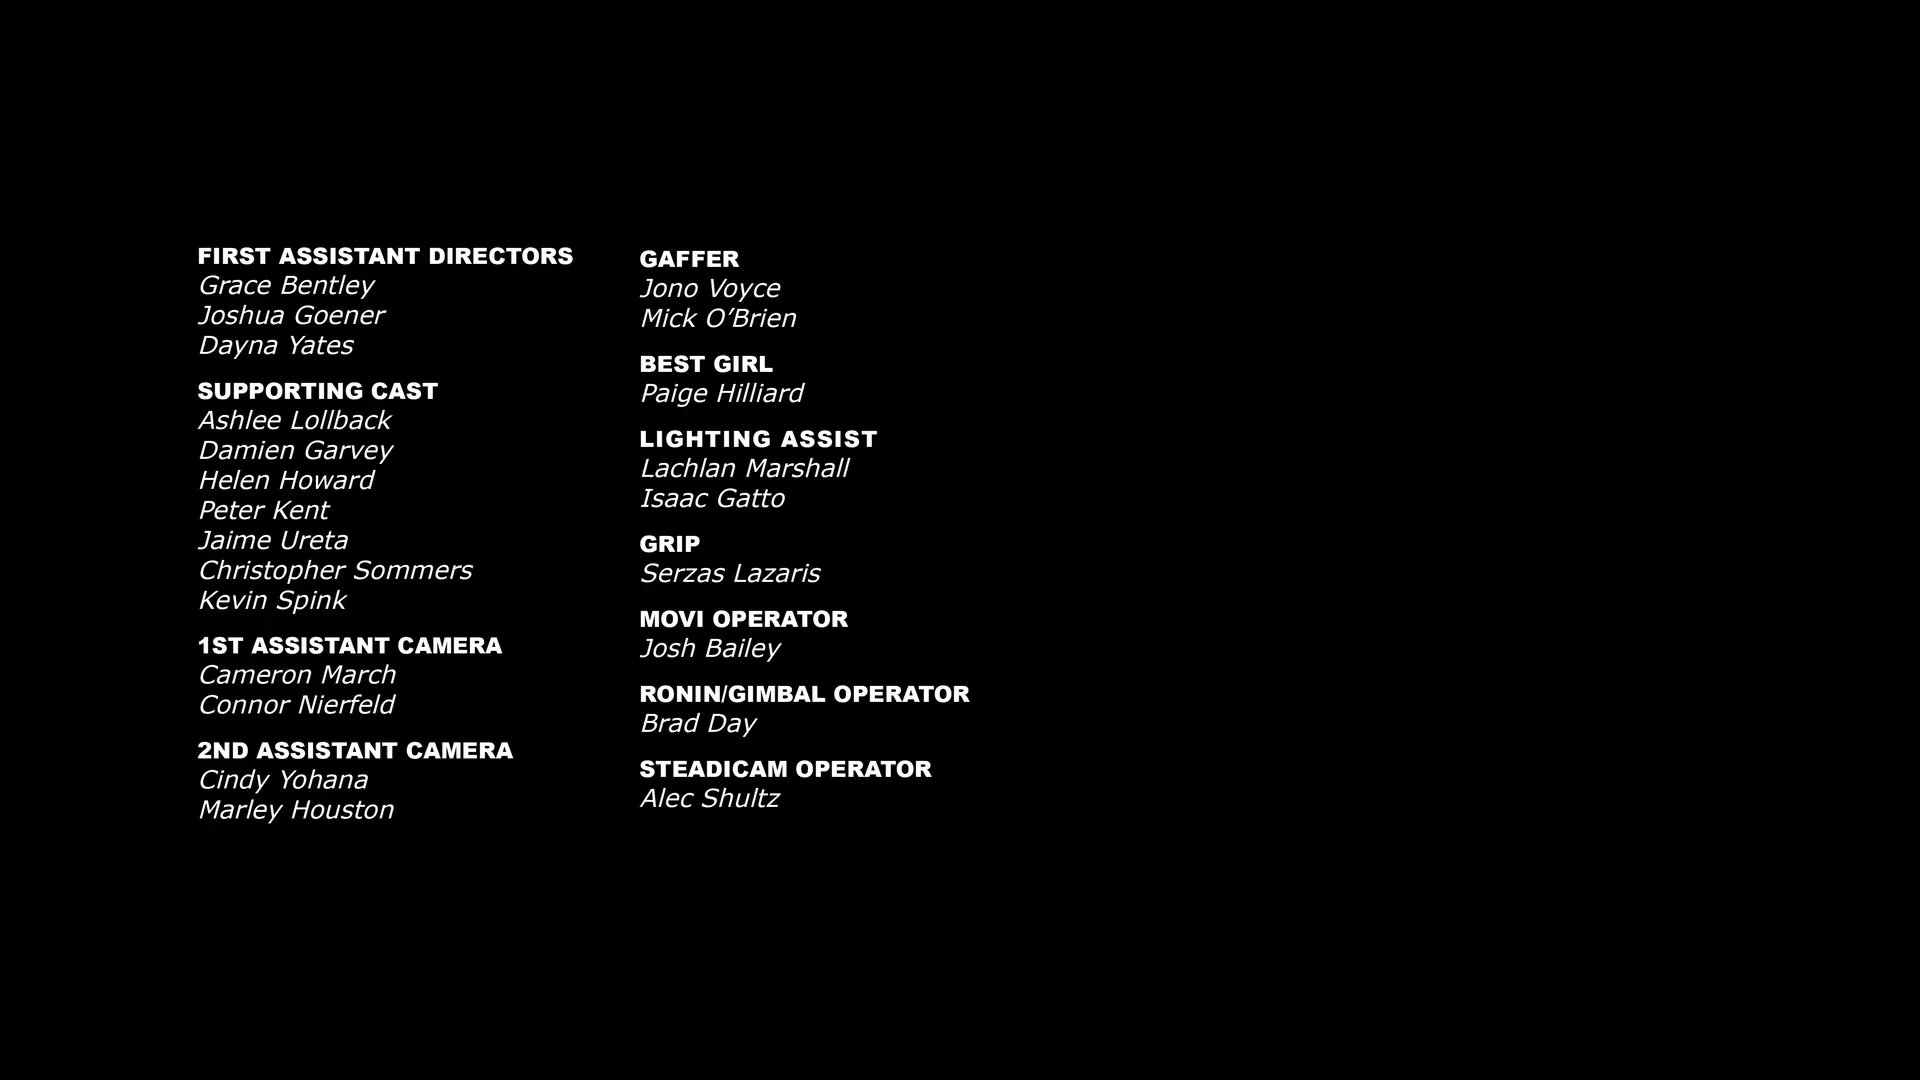 FIRST ASSISTANT DIRECTORS
Grace Bentley
Joshua Goener
Dayna Yates
SUPPORTING CAST
Ashlee Lollback
Damien Garvey
Helen Howard
Peter Kent
Jaime Ureta
Christopher Sommers
Kevin Spink
1ST ASSISTANT CAMERA
Cameron March
Connor Nierfeld
2ND ASSISTANT CAMERA
Cindy Yohana
Marley Houston
GAFFER
Jono Voyce
Mick O’Brien
BEST GIRL
Paige Hilliard
LIGHTING ASSIST
Lachlan Marshall
Isaac Gatto
GRIP
Serzas Lazaris
MOVI OPERATOR
Josh Bailey
RONIN/GIMBAL OPERATOR
Brad Day
STEADICAM OPERATOR
Alec Shultz